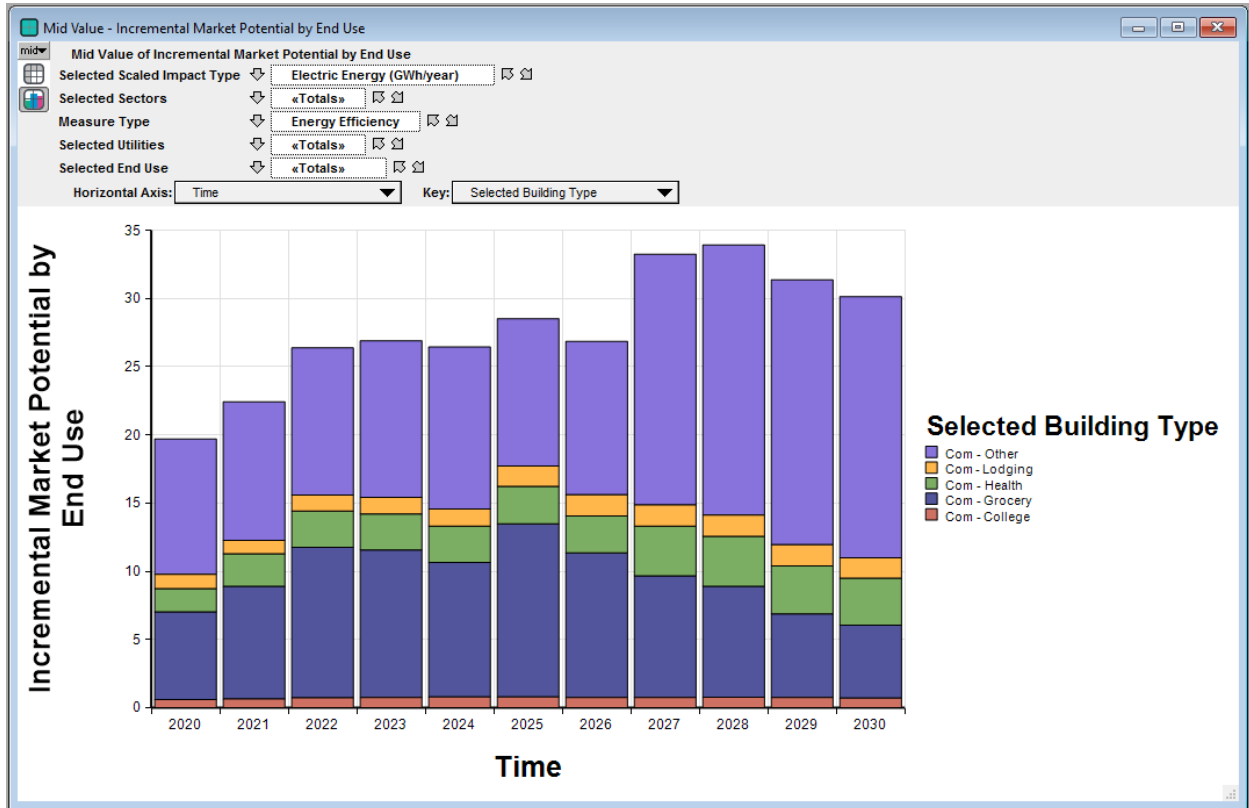 Mid Value - Incremental Market Potential by End Use
mid
Mid Value of Incremental Market Potential by End Use
Selected Scaled Impact Type Electric Energy (GWh/year)
Selected Sectors «Totals»
Measure Type Energy Efficiency
Selected Utilities «Totals»
Selected End Use «Totals»
Horizontal Axis: Time Key: Selected Building Type
Incremental Market Potential by
End Use
35
30
25
20
15
10
5
0
2020 2021 2022 2023 2024 2025 2026 2027 2028 2029 2030
Time
Selected Building Type
Com - Other
Com - Lodging
Com - Health
Com - Grocery
Com - College